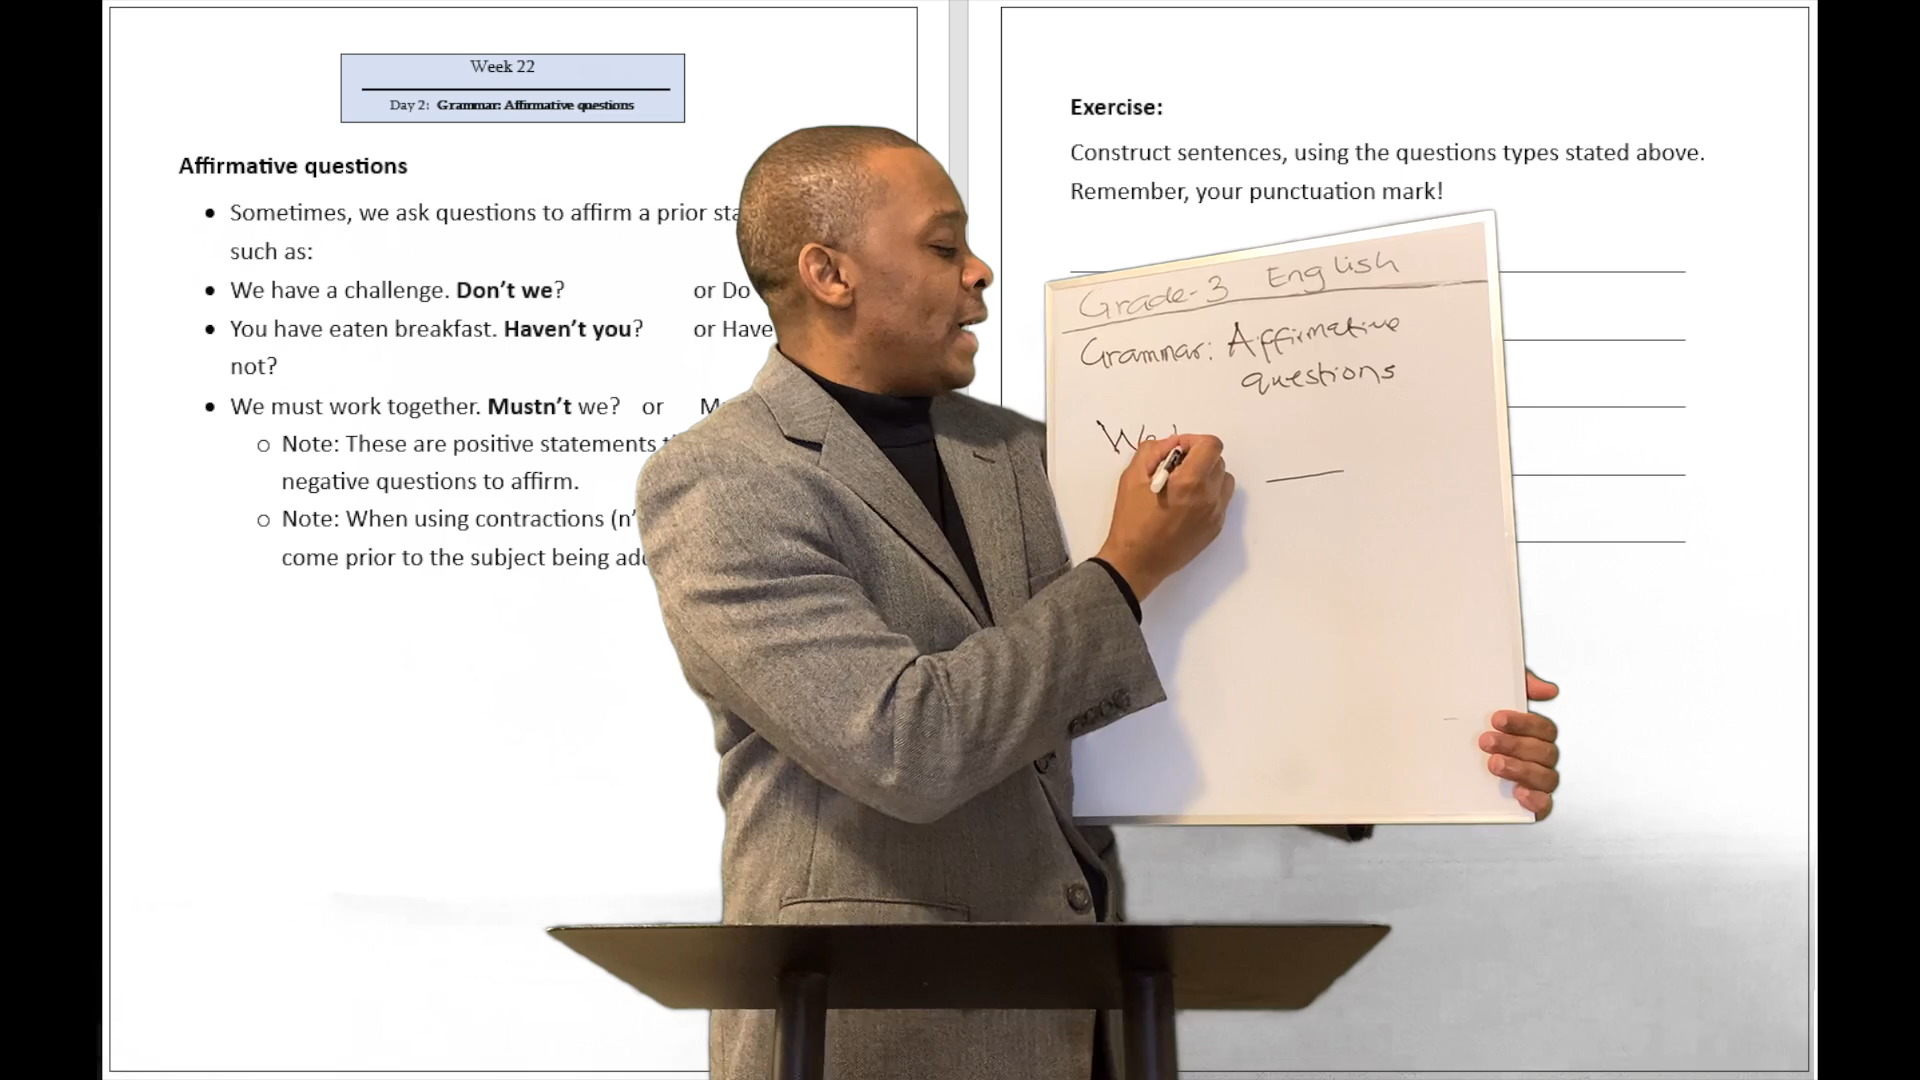 Week 22
Day 2: Grammar: Affirmative questions
Affirmative questions
• Sometimes, we ask questions to affirm a prior
such as:
• We have a challenge. Don't we? or Do
• You have eaten breakfast. Haven't you? or Have
not?
• We must work together. Mustn't we? or
o Note: These are positive statements
negative questions to affirm.
o Note: When using contractions (n'
come prior to the subject being
Exercise:
Construct sentences, using the questions types stated above.
Remember, your punctuation mark!
Grade-3 English
Grammar: Affirmative
questions